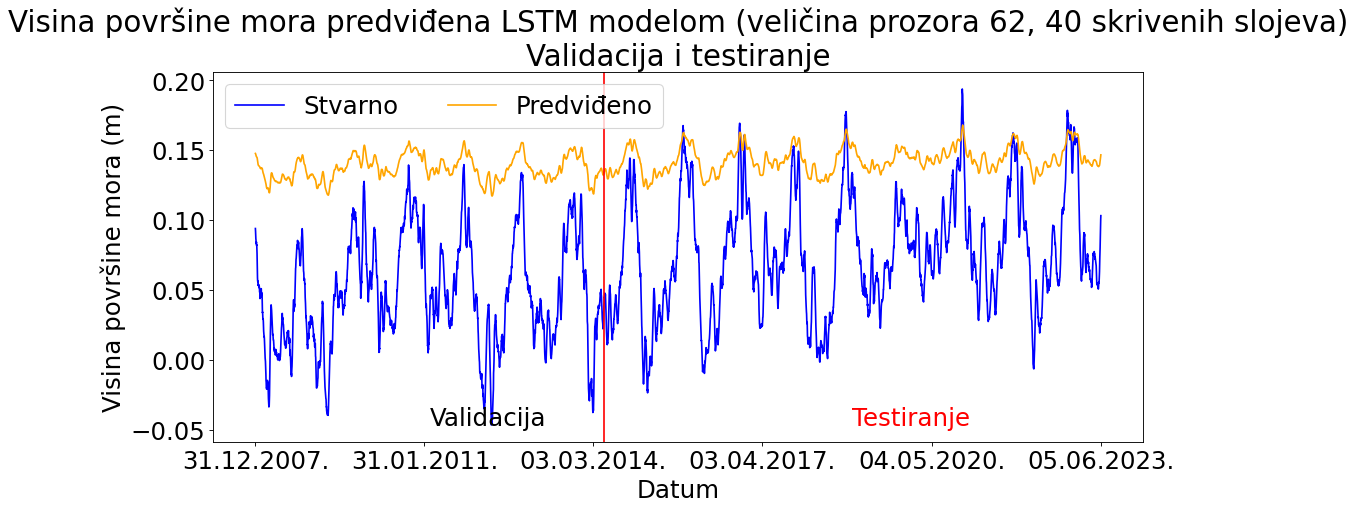 Visina površine mora predviđena LSTM modelom (veličina prozora 62, 40 skrivenih slojeva)
Validacija i testiranje
Stvarno
Predviđeno
Visina površine mora (m)
0.20
0.15
0.10
0.05
0.00
−0.05
Validacija
Testiranje
31.12.2007.
31.01.2011.
03.03.2014.
03.04.2017.
04.05.2020.
05.06.2023.
Datum